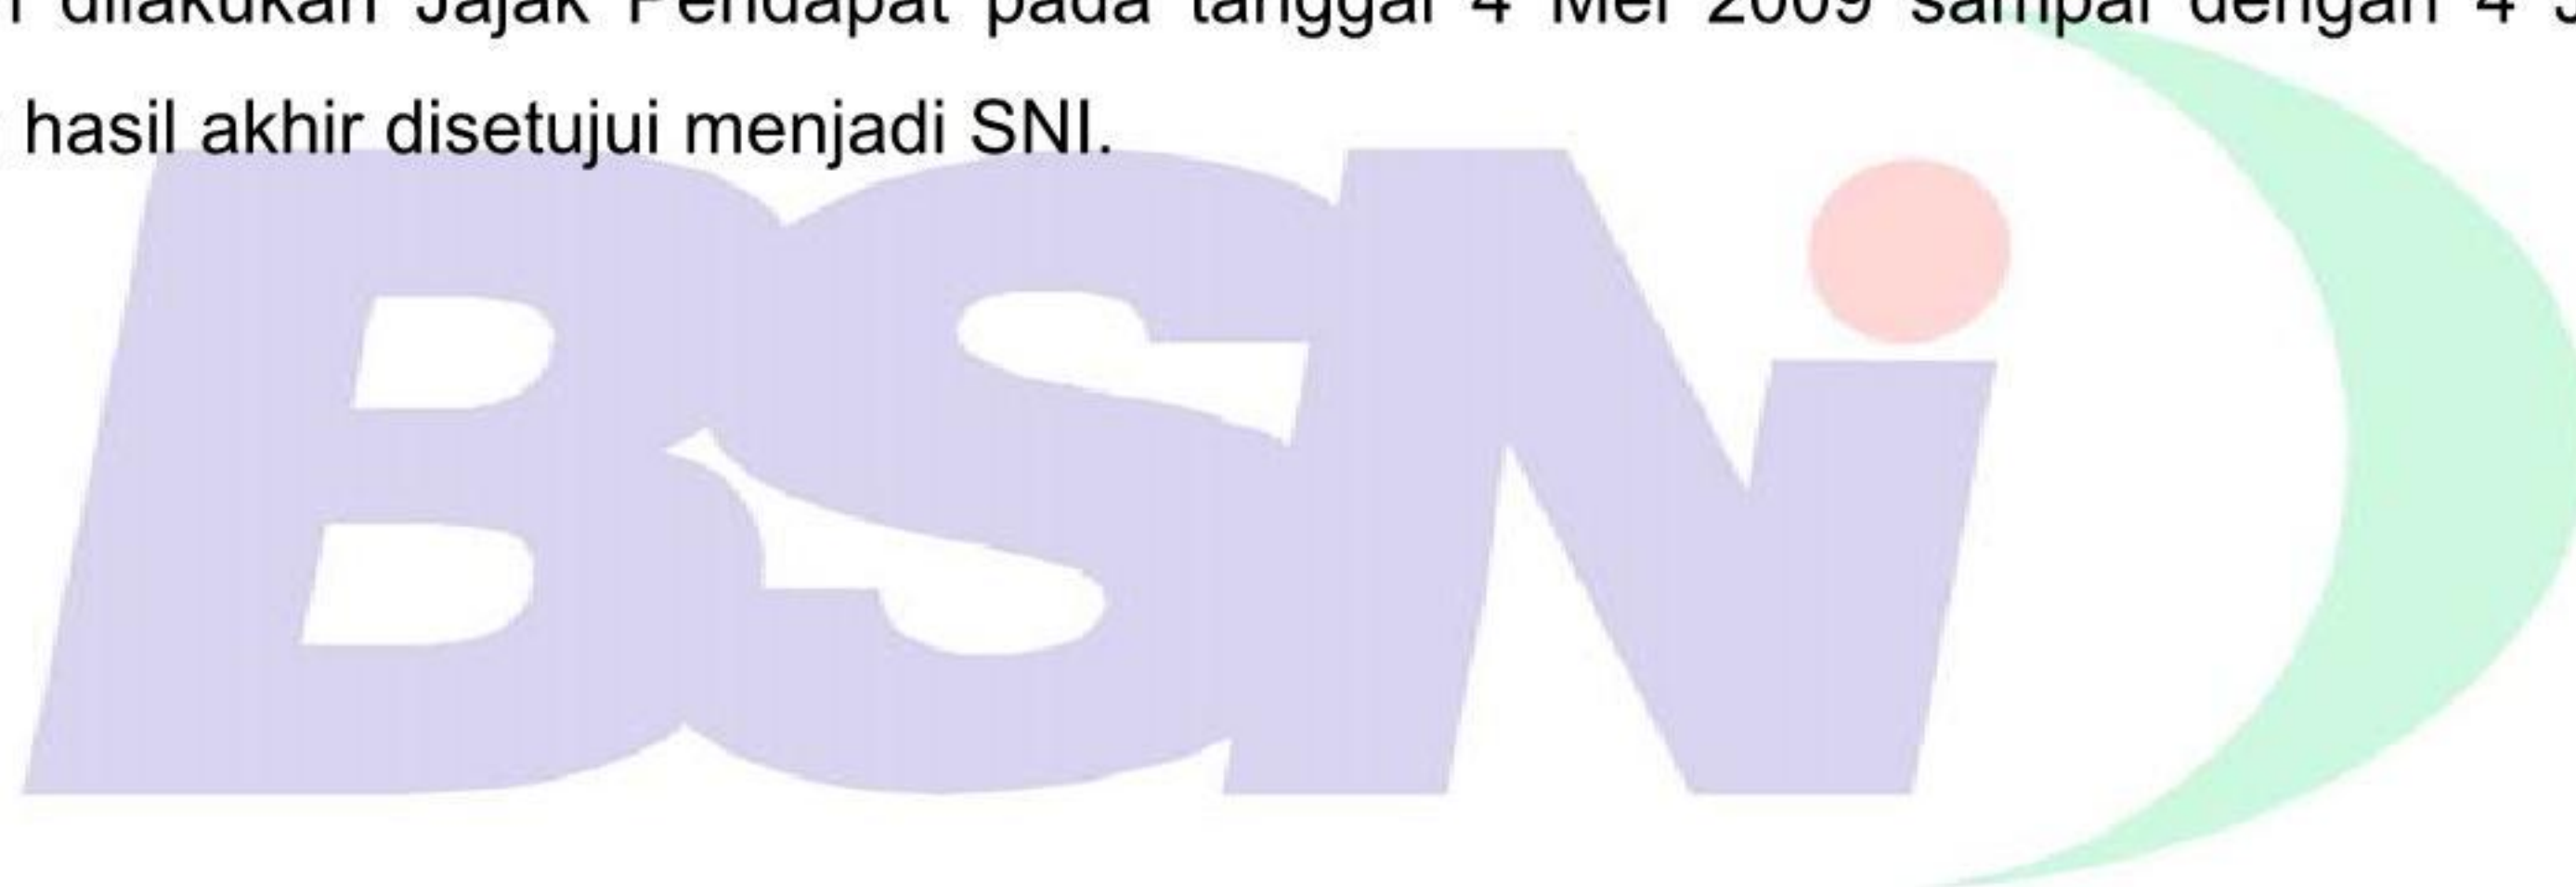 dilakukan Jajak Pendapat pada tanggal 4 Mei 2009 sampai dengan 4
hasil akhir disetujui menjadi SNI.
BSN